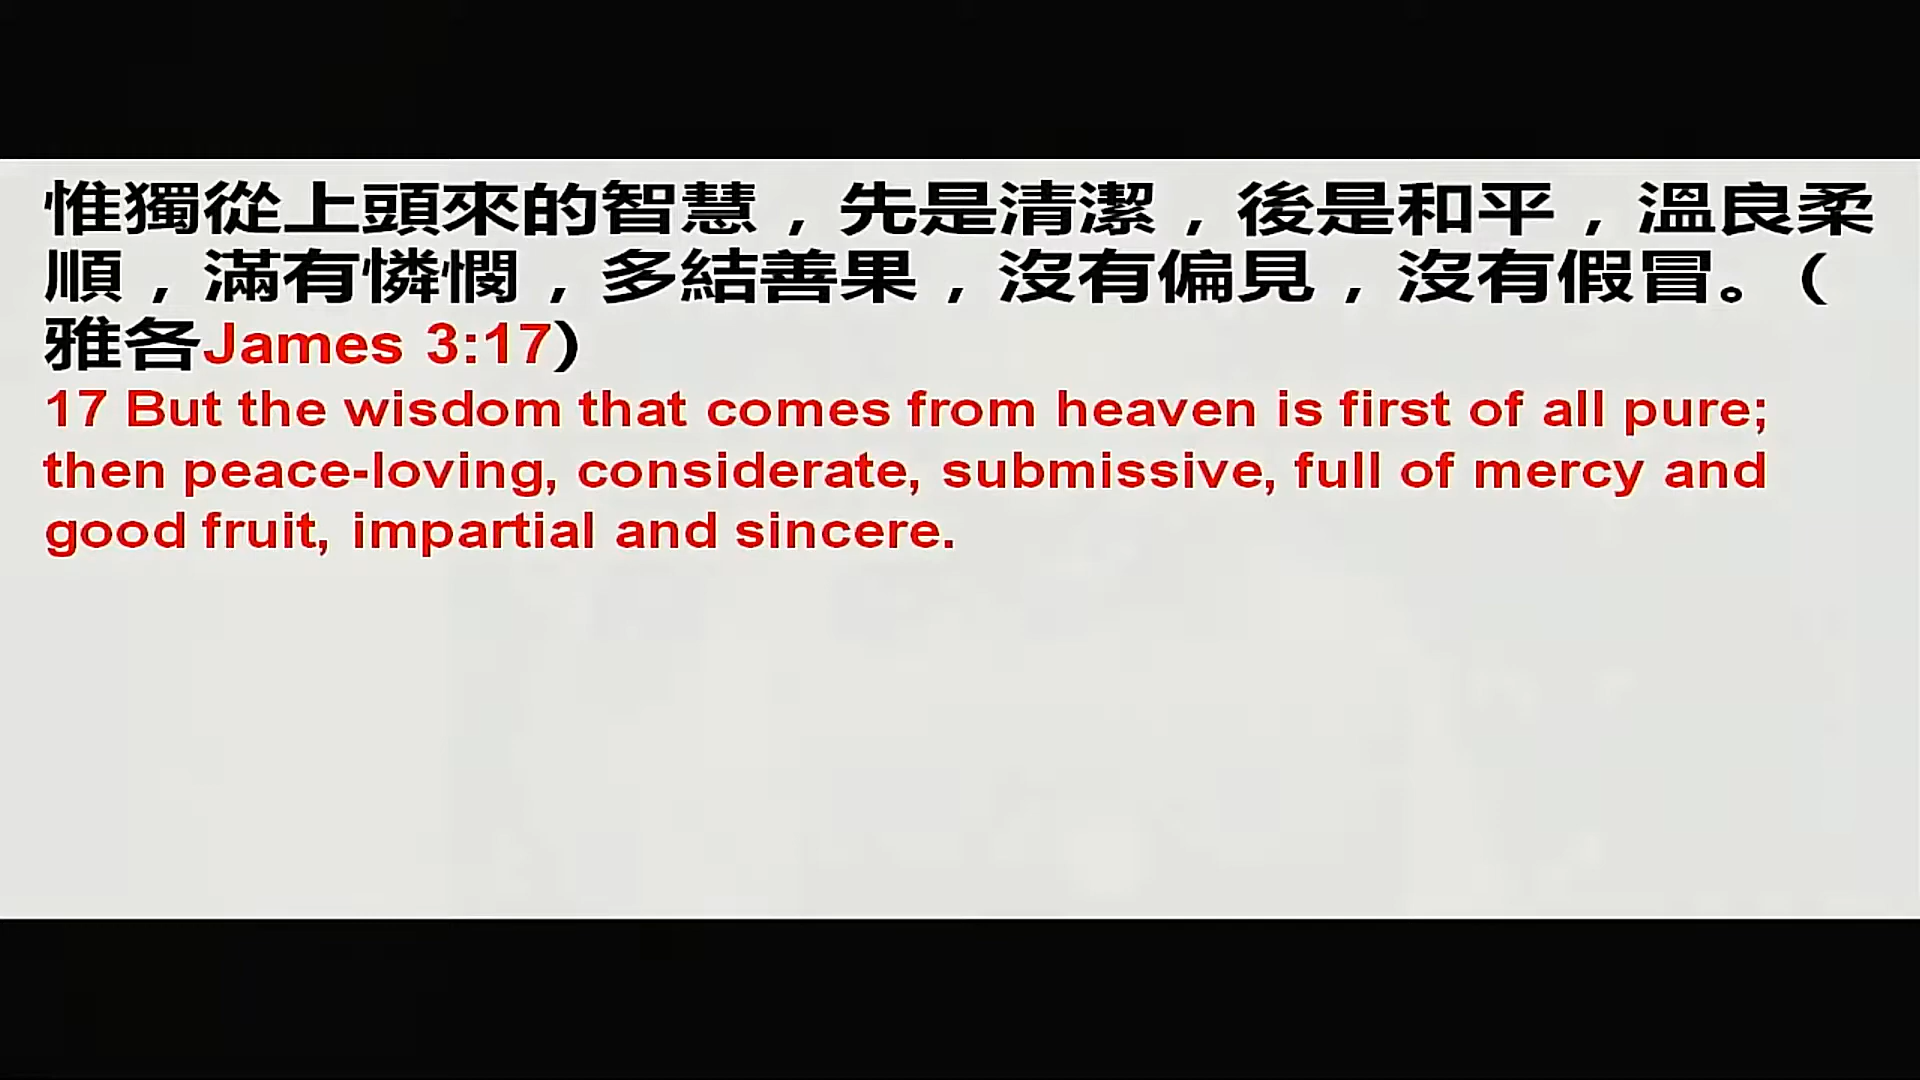 惟獨從上頭來的智慧，先是清潔，後是和平，溫良柔
順，滿有憐憫，多結善果，沒有偏見，沒有假冒。（
雅各James 3:17)
17 But the wisdom that comes from heaven is first of all pure;
then peace-loving, considerate, submissive, full of mercy and
good fruit, impartial and sincere.